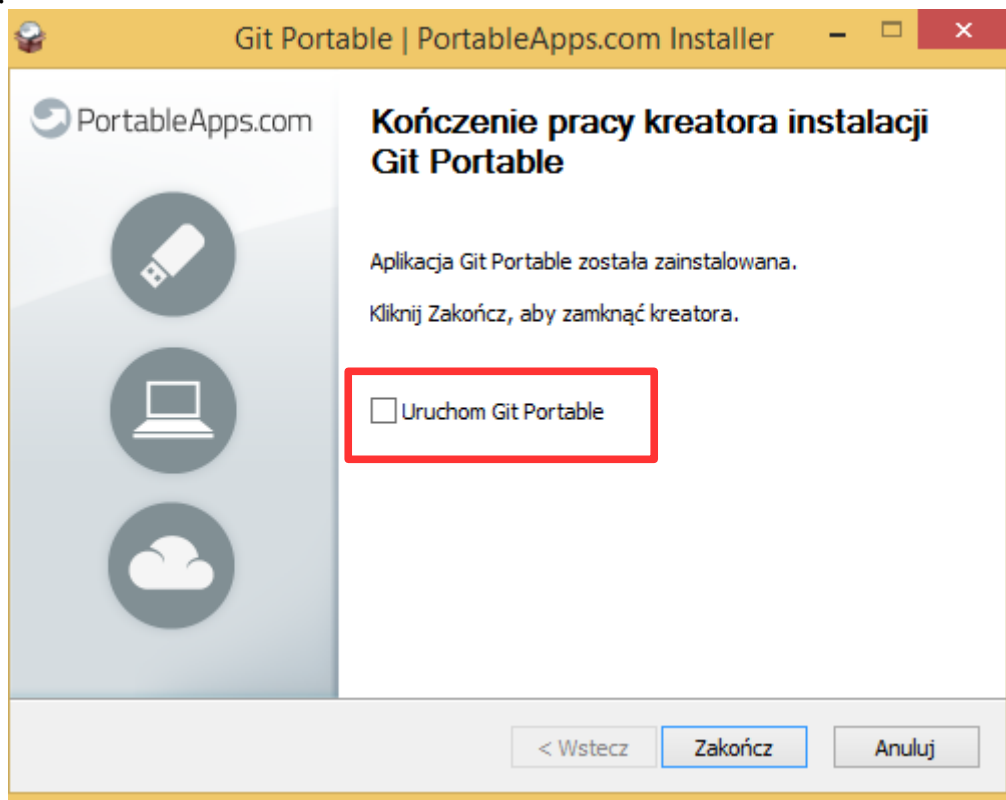 Git Portable | PortableApps.com Installer
PortableApps.com
Kończenie pracy kreatora instalacji
Git Portable
Aplikacja Git Portable została zainstalowana.
Kliknij Zakończ, aby zamknąć kreatora.
Uruchom Git Portable
< Wstecz
Zakończ
Anuluj